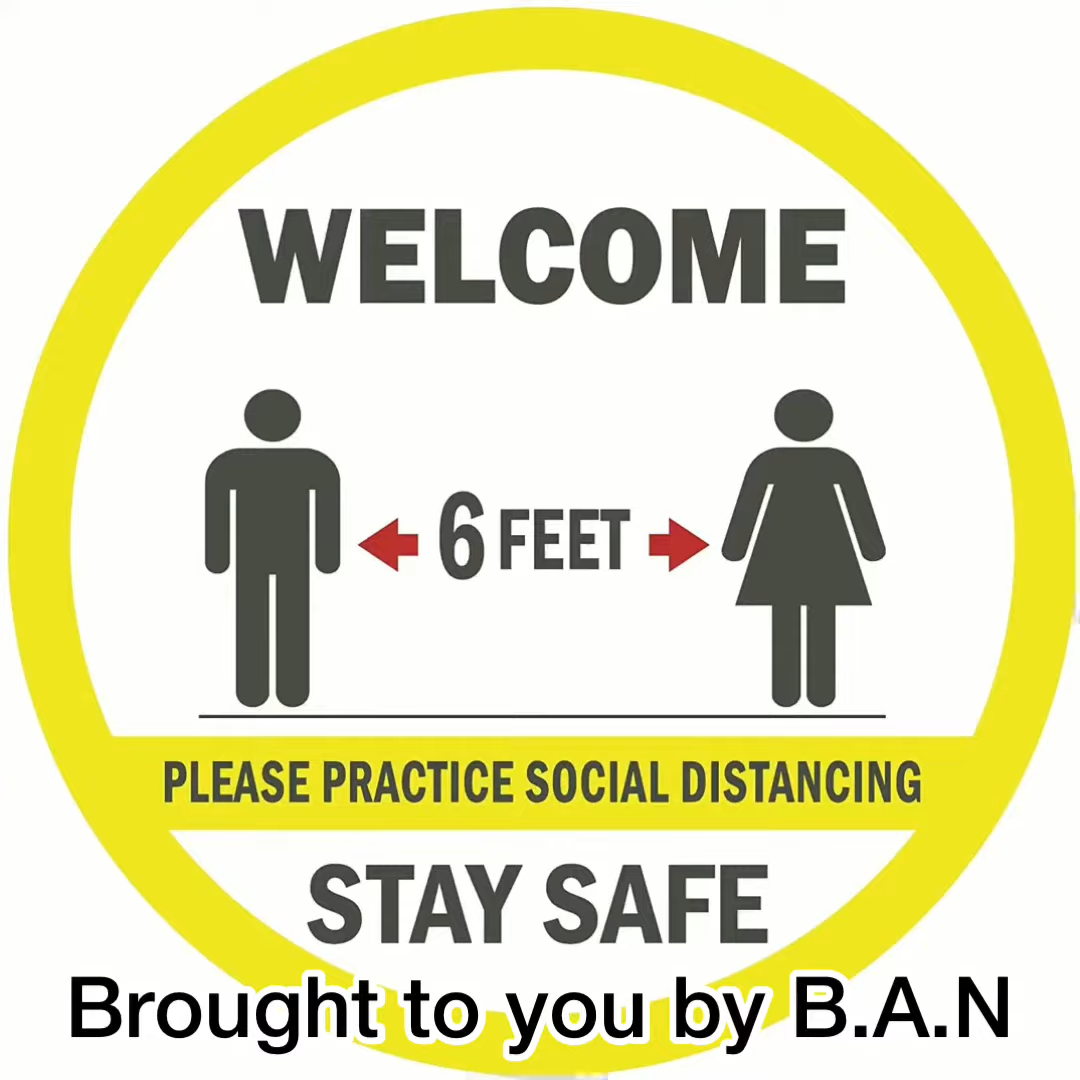 WELCOME
6 FEET
PLEASE PRACTICE SOCIAL DISTANCING
STAY SAFE
Brought to you by B.A.N